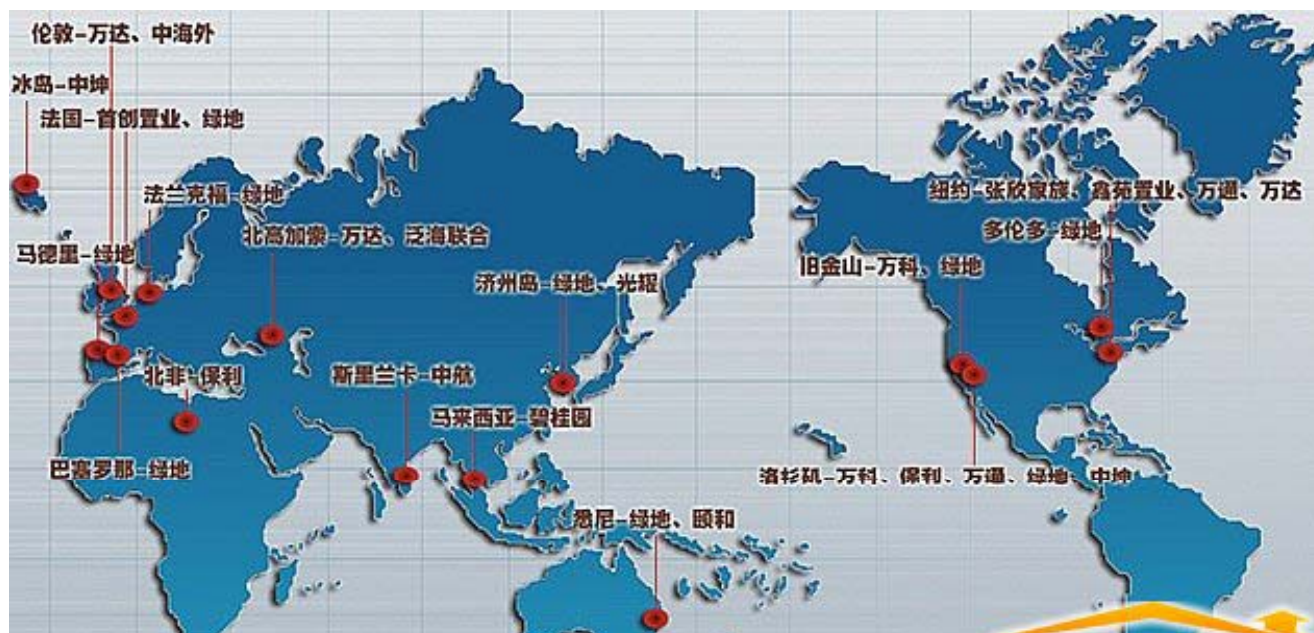 伦敦-万达、中海外
冰岛-中坤
法国-首创置业、绿地
法兰克福-绿地
纽约-张欣家族、鑫苑置业、万通、万达
马德里-绿地
北高加索-万达、泛海联合
多伦多-绿地
济州岛-绿地、光耀
旧金山-万科、绿地
北非-保利
斯里兰卡-中航
马来西亚-碧桂园
巴塞罗那-绿地
洛杉矶-万科、保利、万通、绿地、中坤
悉尼-绿地、颐和